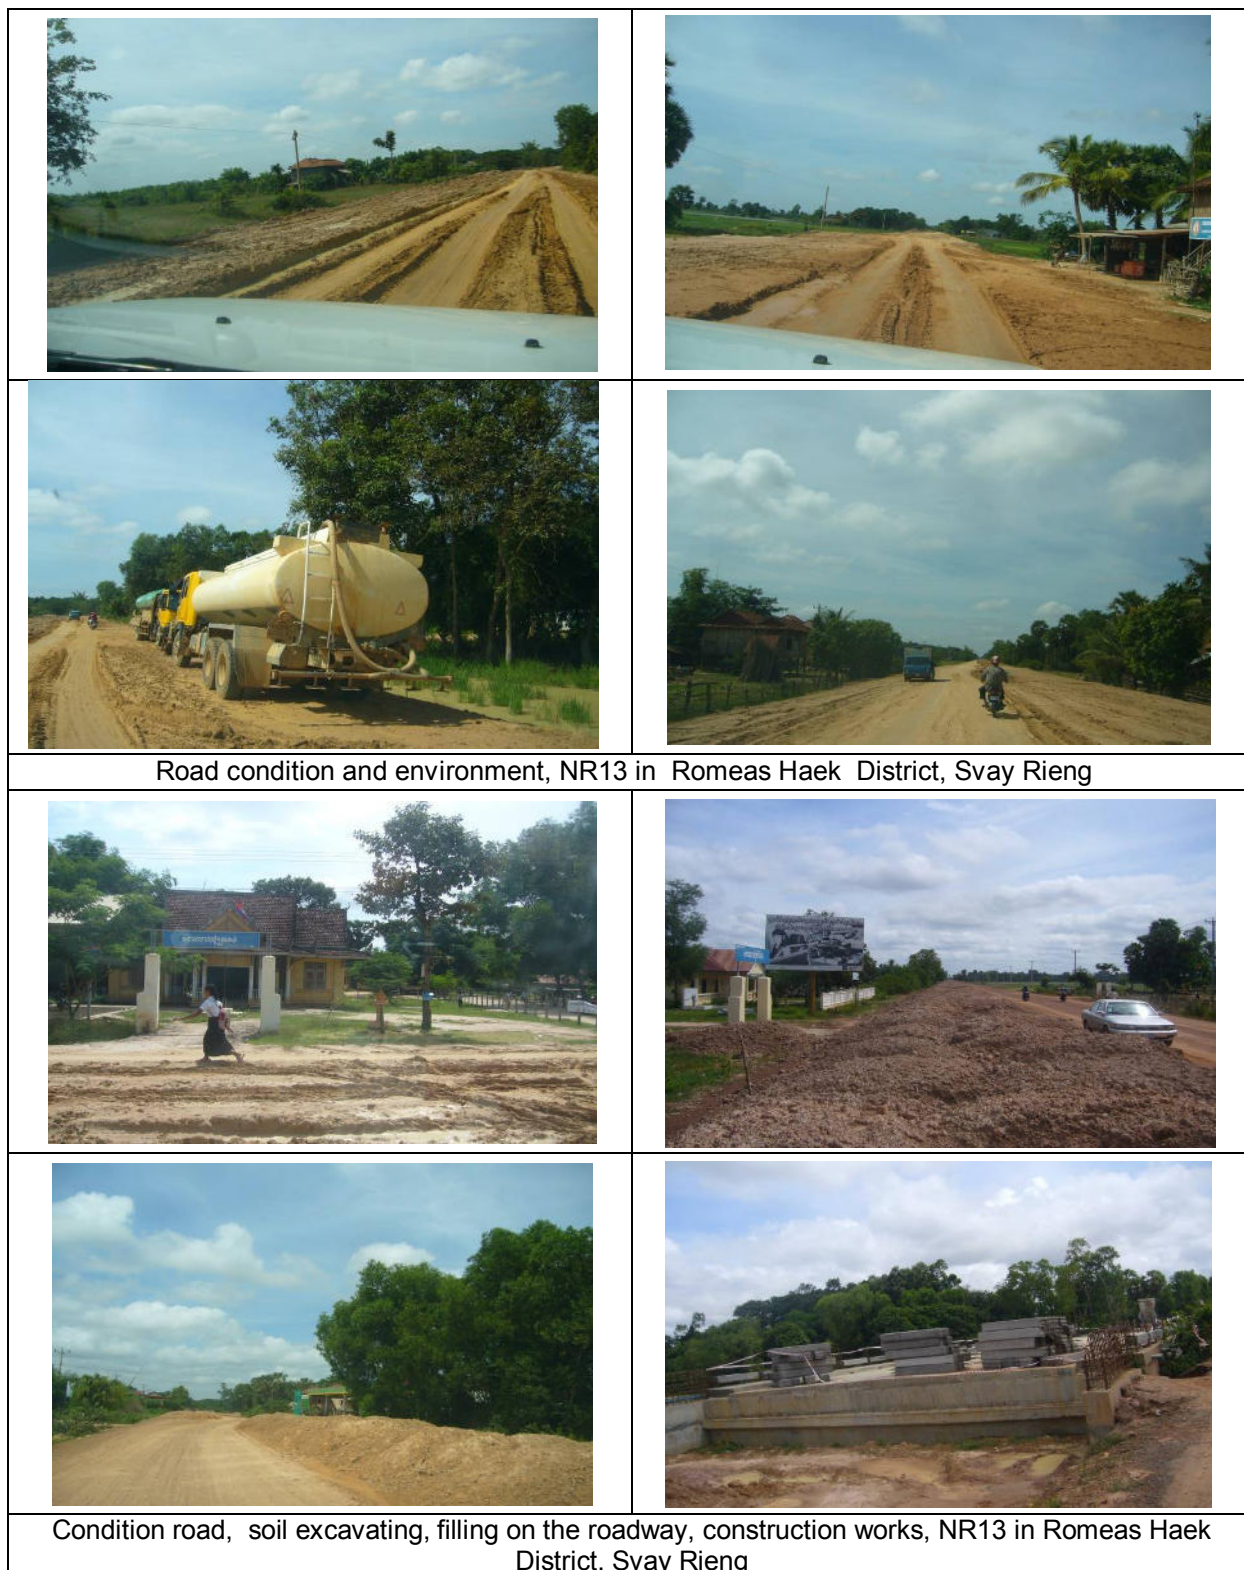 Road condition and environment, NR13 in Romeas Haek District, Svay Rieng
Condition road, soil excavating, filling on the roadway, construction works, NR13 in Romeas Haek
District, Svay Rieng